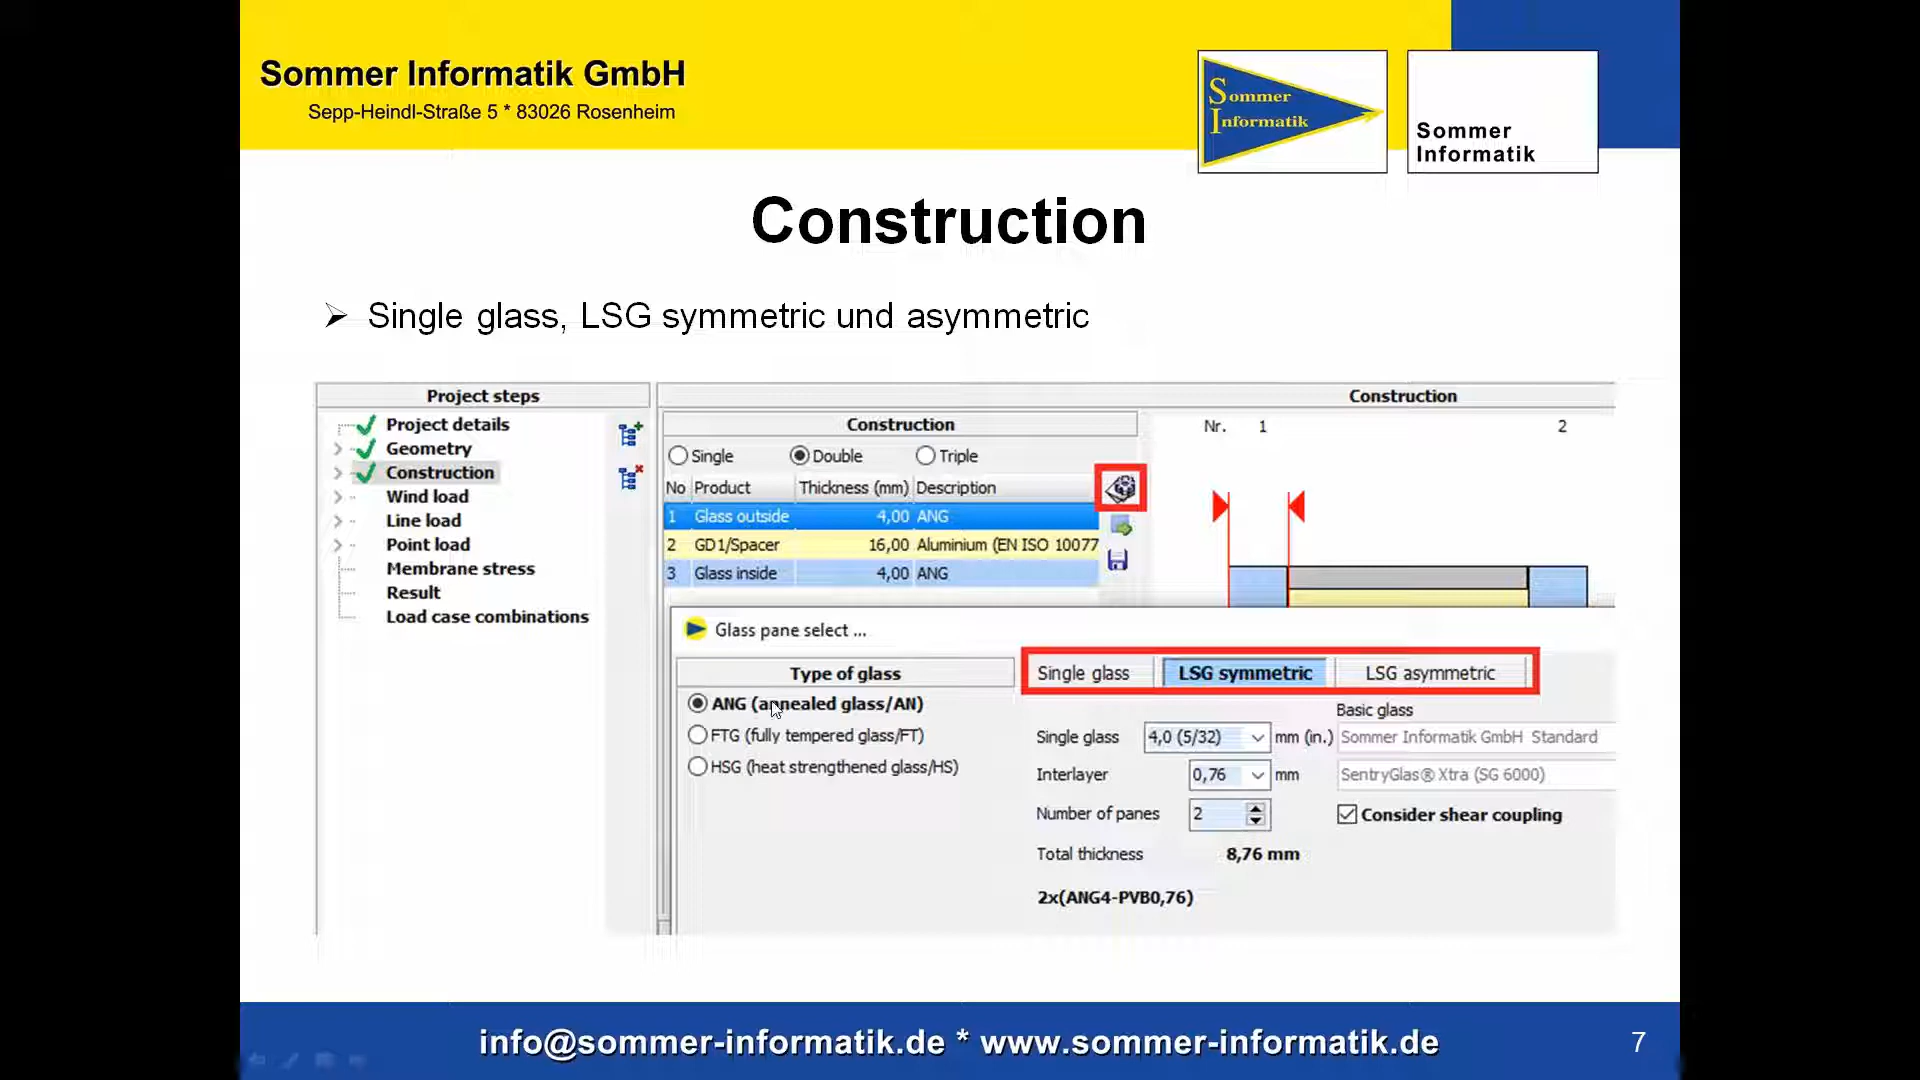 Sommer Informatik GmbH
Sepp-Heindl-Straße 5 * 83026 Rosenheim
Sommer
Informatik
Sommer
Informatik
Construction
Single glass, LSG symmetric und asymmetric
Project steps
Project details
Geometry
Construction
Wind load
Line load
Point load
Membrane stress
Result
Load case combinations
Construction
Construction
Nr. 1 2
Single Double Triple
No Product Thickness (mm) Description
1 Glass outside 4,00 ANG
2 GD1/Spacer 16,00 Aluminium (EN ISO 10077
3 Glass inside 4,00 ANG
Glass pane select ...
Type of glass
ANG (annealed glass/AN)
FTG (fully tempered glass/FT)
HSG (heat strengthened glass/HS)
Single glass LSG symmetric LSG asymmetric
Basic glass
Single glass 4,0 (5/32) mm (in.) Sommer Informatik GmbH Standard
Interlayer 0,76 mm SentryGlas® Xtra (SG 6000)
Number of panes 2 Consider shear coupling
Total thickness 8,76 mm
2x(ANG4-PVB0,76)
info@sommer-informatik.de * www.sommer-informatik.de
7